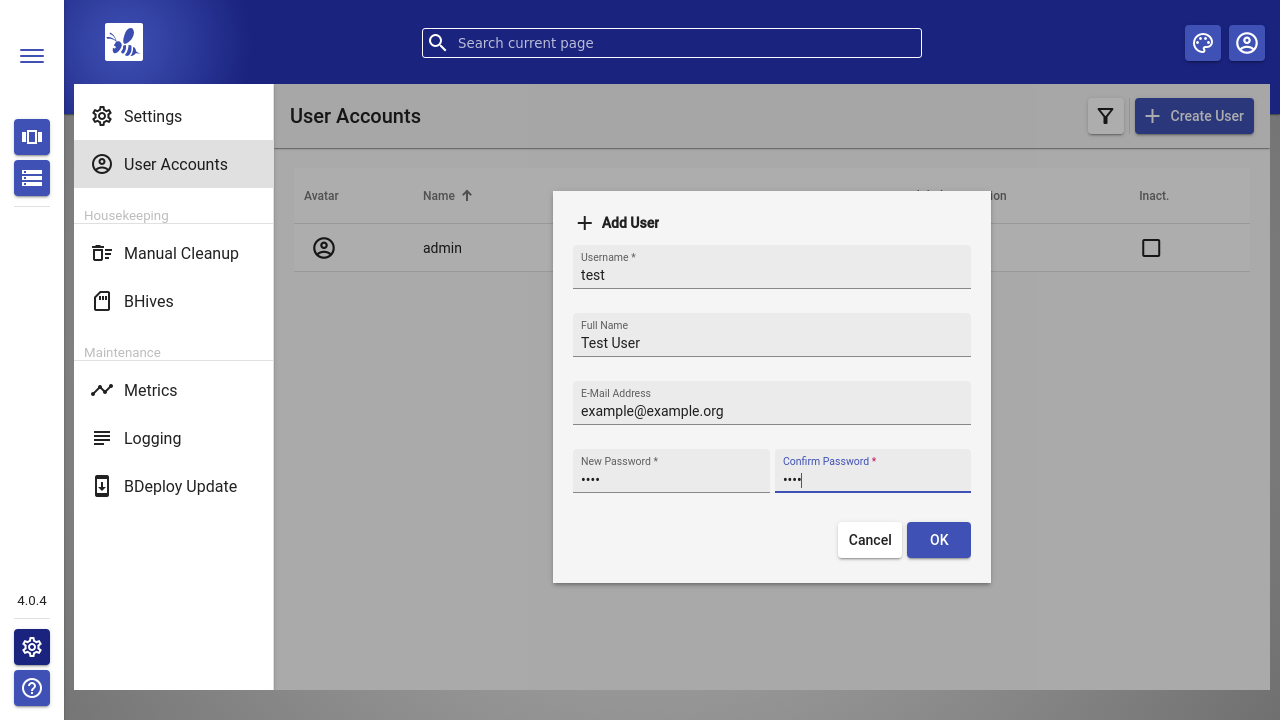 Search current page
Settings
User Accounts
Housekeeping
Manual Cleanup
BHives
Maintenance
Metrics
Logging
BDeploy Update
4.0.4
User Accounts
Create User
Avatar
Name
Inact.
admin
Add User
Username *
test
Full Name
Test User
E-Mail Address
example@example.org
New Password *
••••
Confirm Password *
••••
Cancel
OK